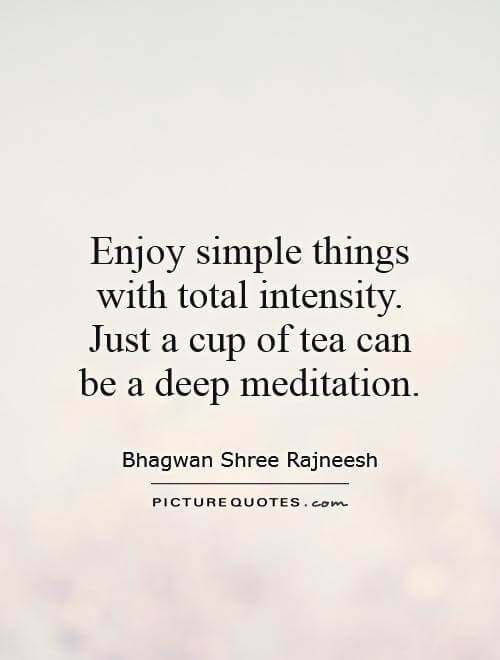 Enjoy simple things
with total intensity.
Just a cup of tea can
be a deep meditation.
Bhagwan Shree Rajneesh
PICTUREQUOTES.com